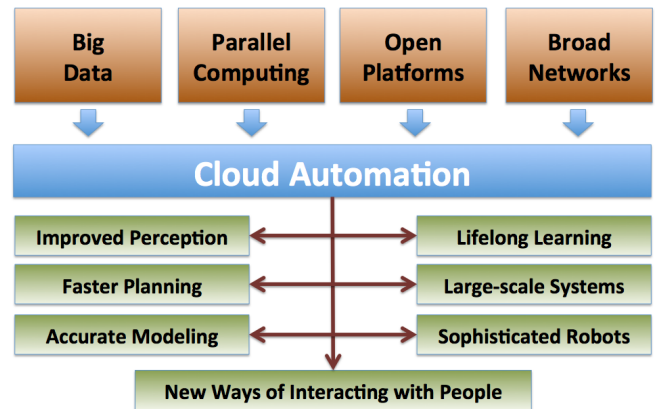 Big
Data
Parallel
Computing
Open
Platforms
Broad
Networks
Cloud Automation
Improved Perception
Lifelong Learning
Faster Planning
Large-scale Systems
Accurate Modeling
Sophisticated Robots
New Ways of Interacting with People